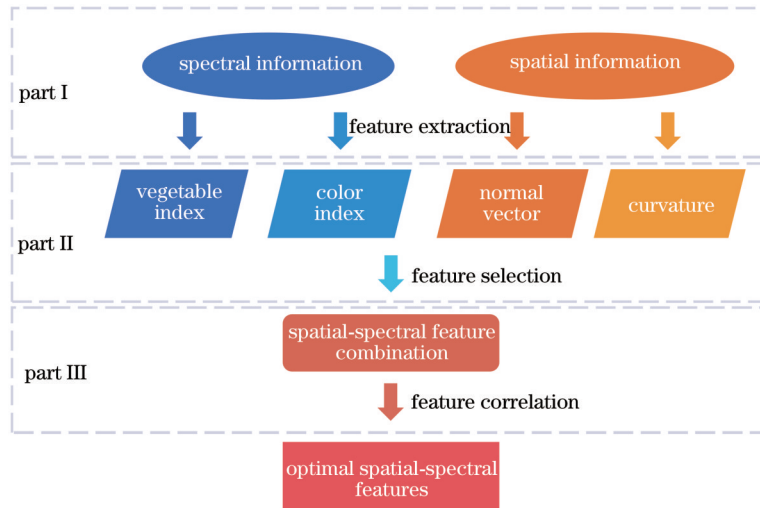 spectral information
spatial information
part I
feature extraction
vegetable
index
color
index
normal
vector
curvature
part II
feature selection
spatial-spectral feature
combination
part III
feature correlation
optimal spatial-spectral
features